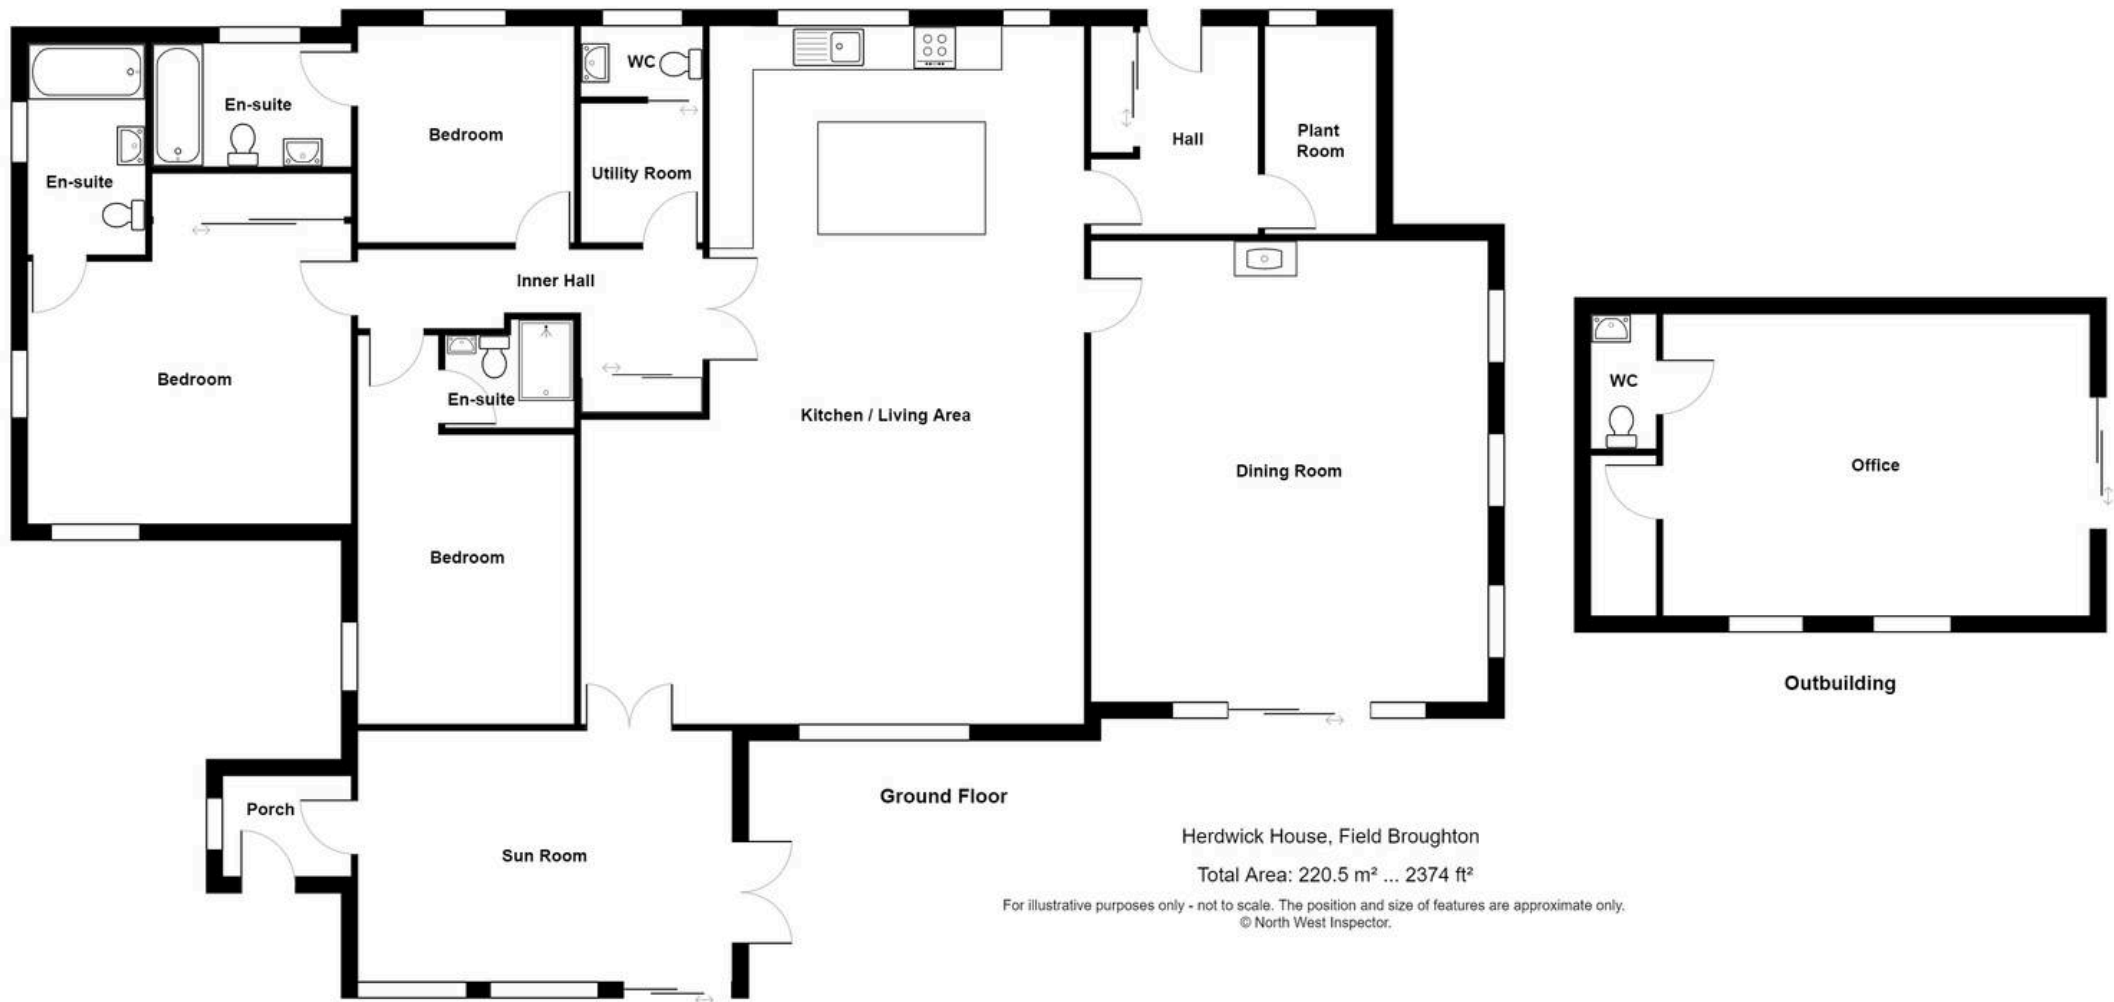 WC
En-suite
Bedroom
Hall
Plant
Room
En-suite
Utility Room
Inner Hall
Bedroom
En-suite
Kitchen / Living Area
WC
Dining Room
Office
Bedroom
Outbuilding
Porch
Ground Floor
Sun Room
Herdwick House, Field Broughton
Total Area: 220.5 m² ... 2374 ft²
For illustrative purposes only - not to scale. The position and size of features are approximate only.
© North West Inspector.